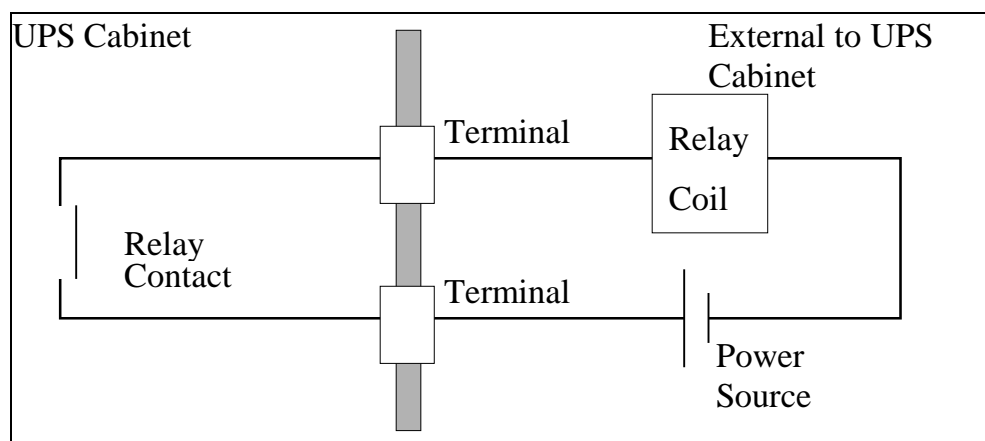 UPS Cabinet
External to UPS
Cabinet
Terminal
Relay
Coil
Relay
Contact
Terminal
Power
Source